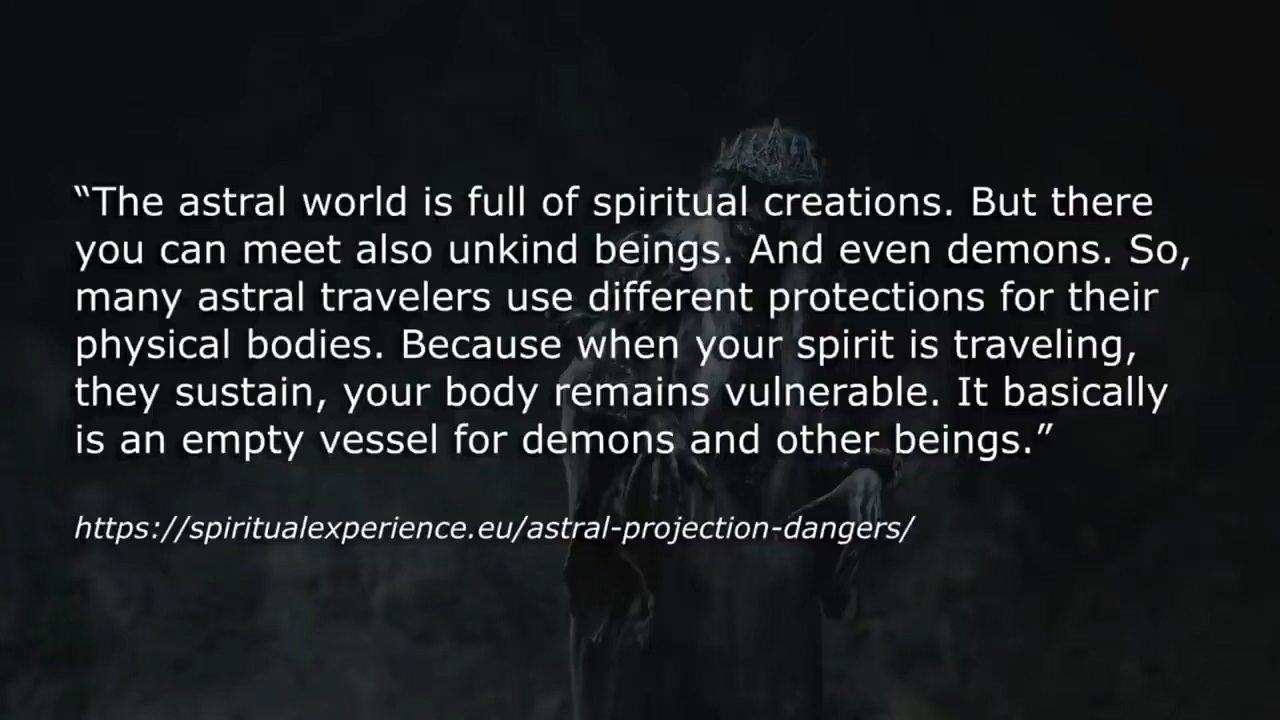 “The astral world is full of spiritual creations. But there
you can meet also unkind beings. And even demons. So,
many astral travelers use different protections for their
physical bodies. Because when your spirit is traveling,
they sustain, your body remains vulnerable. It basically
is an empty vessel for demons and other beings.”
https://spiritualexperience.eu/astral-projection-dangers/